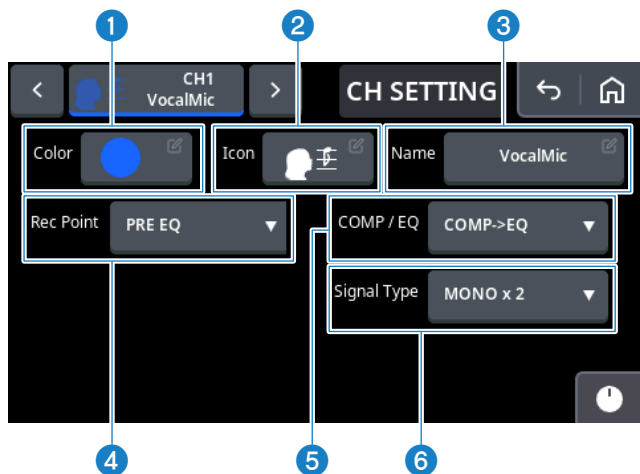 1 2 3
CH1
VocalMic
CH SETTING
Color
Icon
Name VocalMic
Rec Point PRE EQ
COMP / EQ COMP->EQ
Signal Type MONO x 2
4 5 6